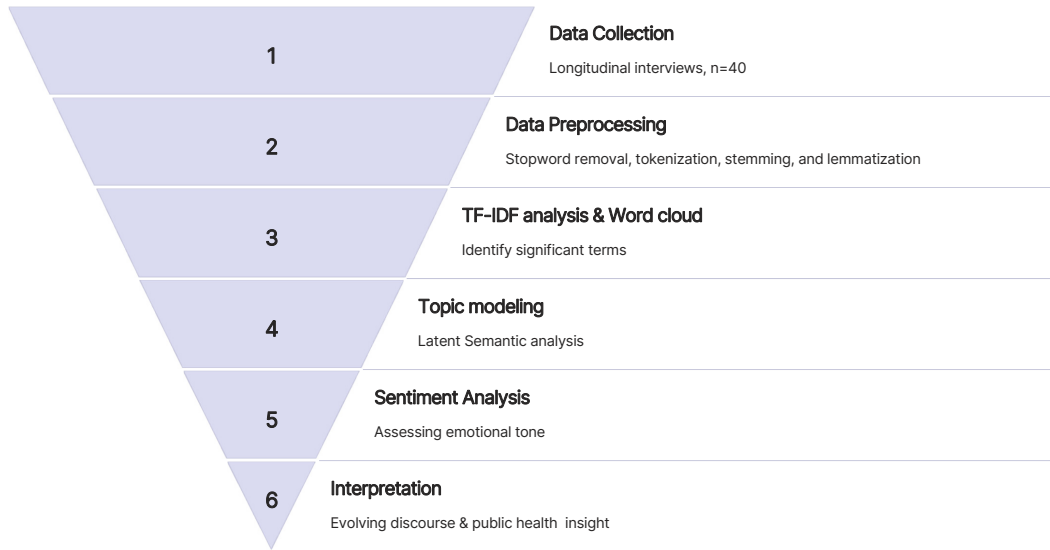 1
Data Collection
Longitudinal interviews, n=40
2
Data Preprocessing
Stopword removal, tokenization, stemming, and lemmatization
3
TF-IDF analysis & Word cloud
Identify significant terms
4
Topic modeling
Latent Semantic analysis
5
Sentiment Analysis
Assessing emotional tone
6
Interpretation
Evolving discourse & public health  insight